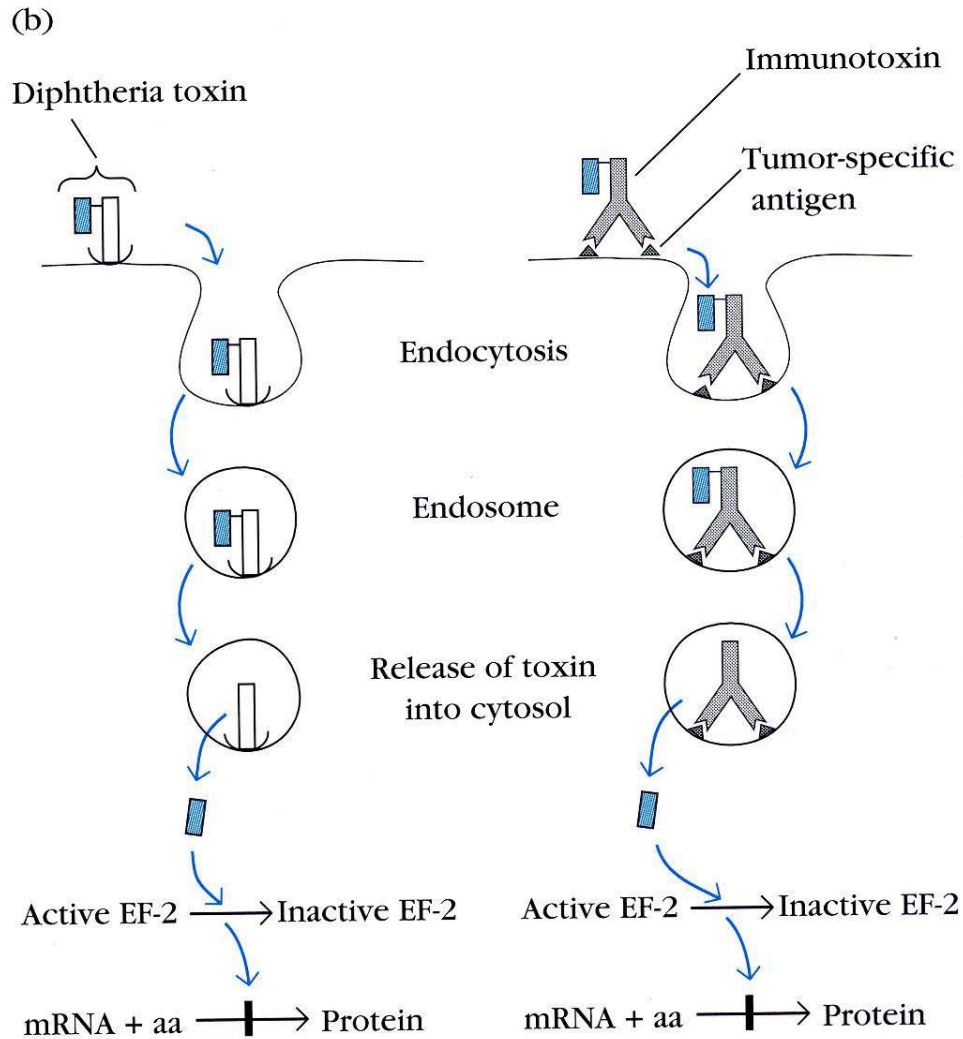 (b)
Diphtheria toxin
Immunotoxin
Tumor-specific
antigen
Endocytosis
Endosome
Release of toxin
into cytosol
Active EF-2 Inactive EF-2
Active EF-2 Inactive EF-2
mRNA + aa Protein
mRNA + aa Protein